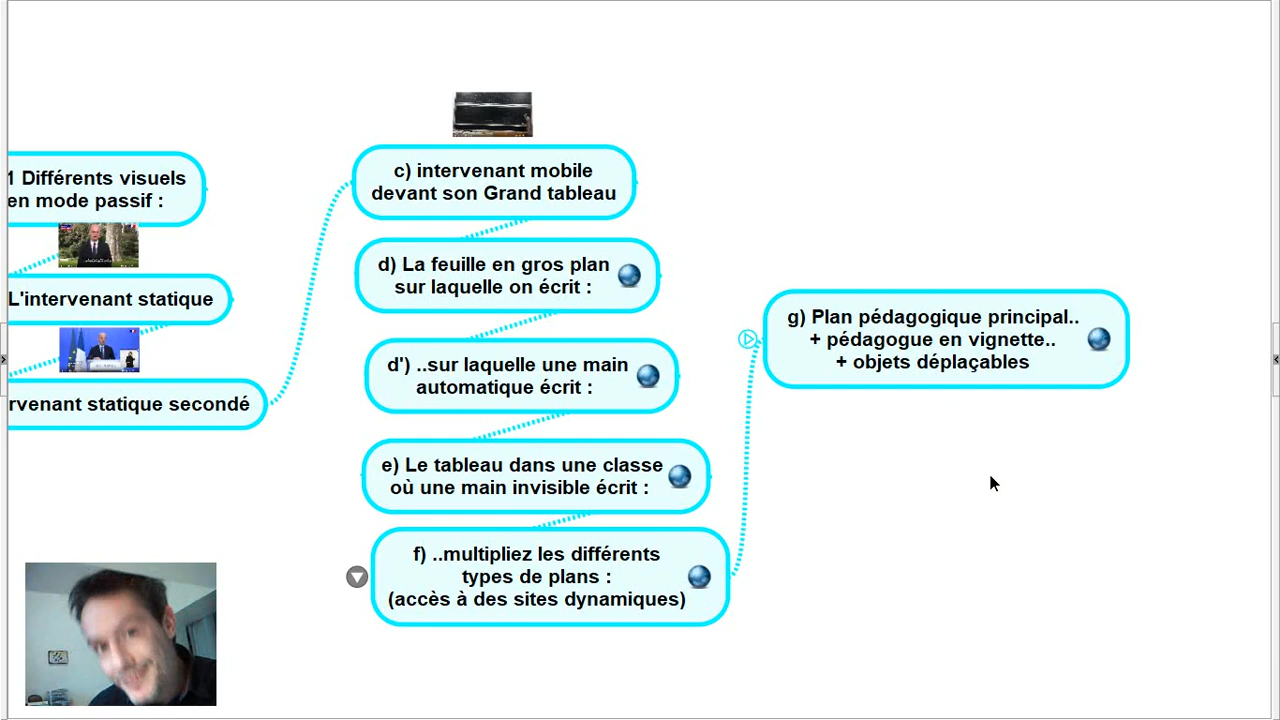 1 Différents visuels
en mode passif :
L'intervenant statique
rvenant statique secondé
c) intervenant mobile
devant son Grand tableau
d) La feuille en gros plan
sur laquelle on écrit :
d') ..sur laquelle une main
automatique écrit :
e) Le tableau dans une classe
où une main invisible écrit :
f) ..multipliez les différents
types de plans :
(accès à des sites dynamiques)
g) Plan pédagogique principal..
+ pédagogue en vignette..
+ objets déplaçables